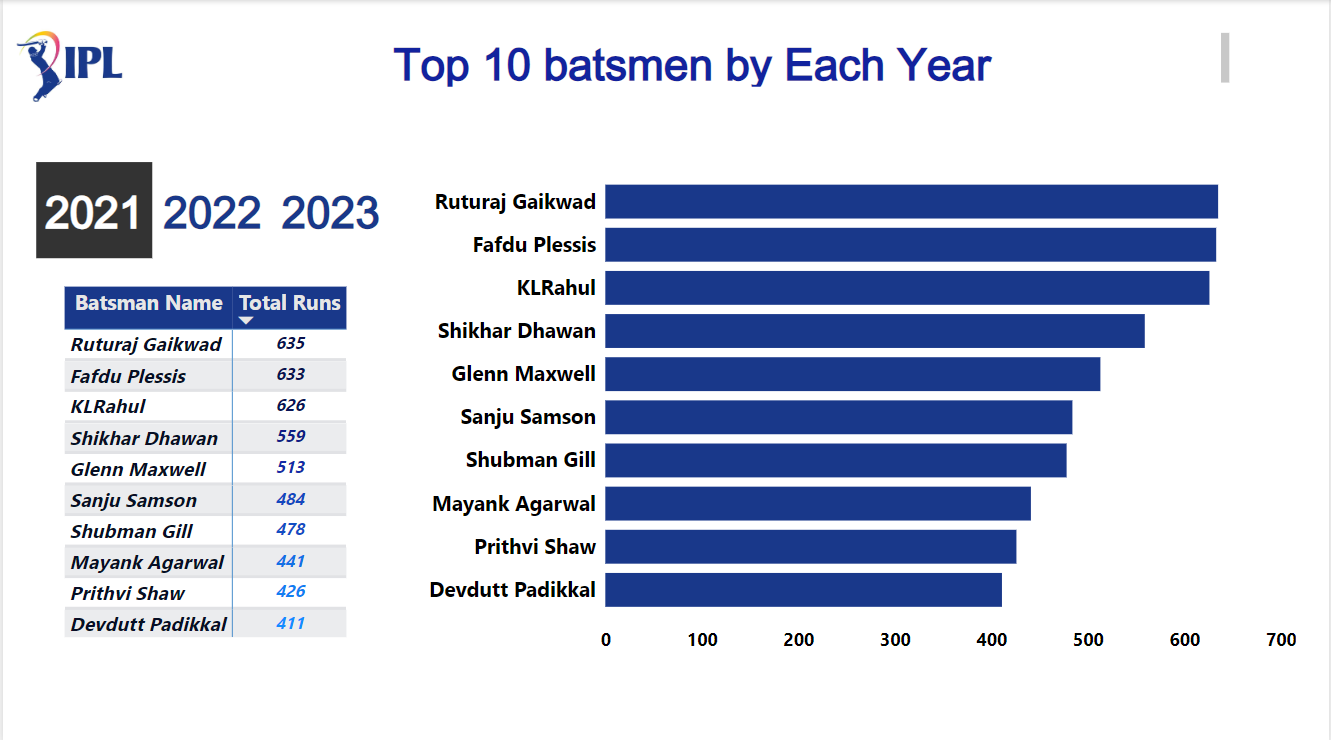 IPL
Top 10 batsmen by Each Year
2021 2022 2023
Batsman Name Total Runs
Ruturaj Gaikwad 635
Fafdu Plessis 633
KLRahul 626
Shikhar Dhawan 559
Glenn Maxwell 513
Sanju Samson 484
Shubman Gill 478
Mayank Agarwal 441
Prithvi Shaw 426
Devdutt Padikkal 411
Ruturaj Gaikwad
Fafdu Plessis
KLRahul
Shikhar Dhawan
Glenn Maxwell
Sanju Samson
Shubman Gill
Mayank Agarwal
Prithvi Shaw
Devdutt Padikkal
0 100 200 300 400 500 600 700